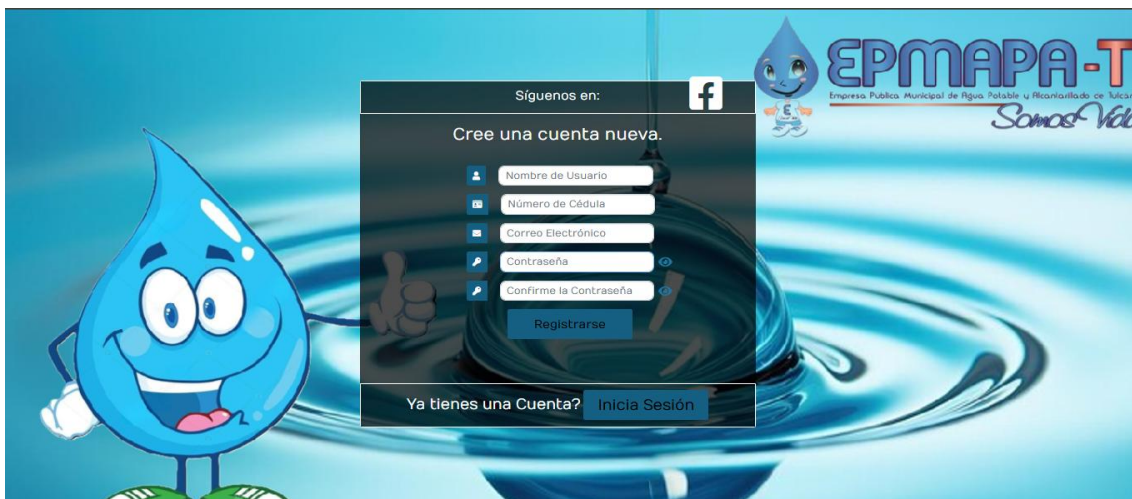 EPMAPA-T
Empresa Pública Municipal de Agua Potable y Alcantarillado de Tulcán
Somos Vida
Síguenos en:
Cree una cuenta nueva.
Nombre de Usuario
Número de Cédula
Correo Electrónico
Contraseña
Confirme la Contraseña
Registrarse
Ya tienes una Cuenta? Inicia Sesión